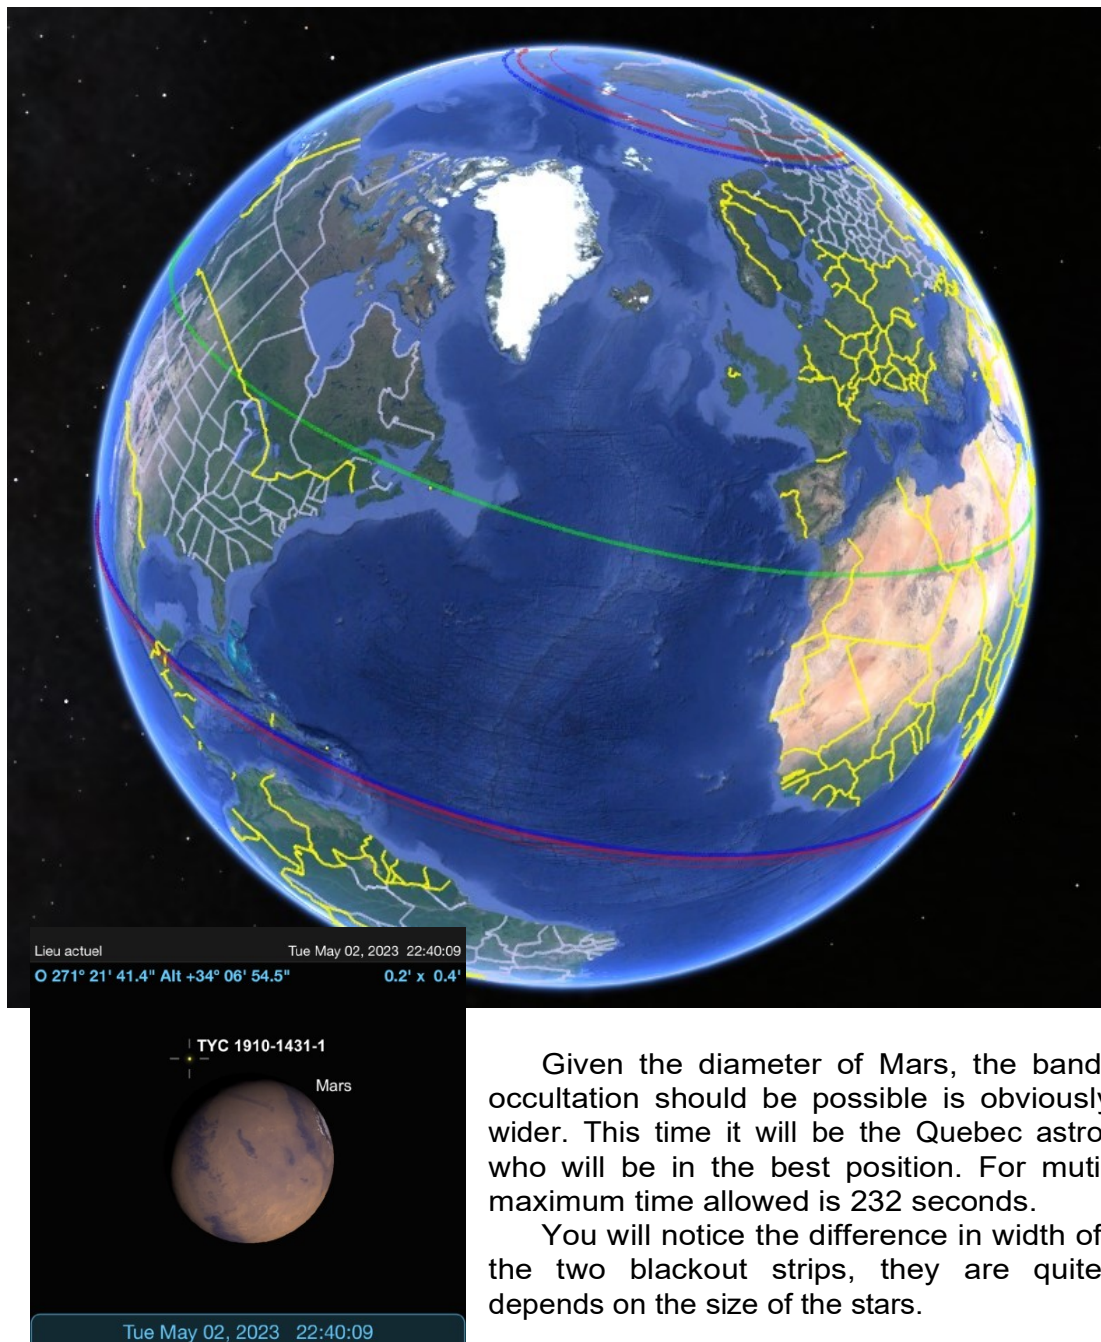 Lieu actuel Tue May 02, 2023 22:40:09
O 271° 21' 41.4" Alt +34° 06' 54.5" 0.2' x 0.4'
TYC 1910-1431-1
Mars
Tue May 02, 2023 22:40:09
Given the diameter of Mars, the band
occultation should be possible is obviously
wider. This time it will be the Quebec astro
who will be in the best position. For muti
maximum time allowed is 232 seconds.
You will notice the difference in width of
the two blackout strips, they are quite
depends on the size of the stars.